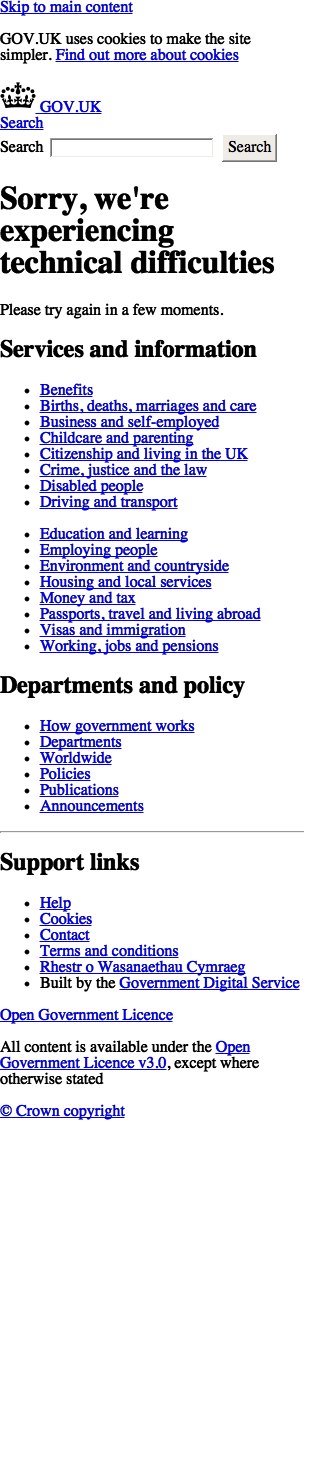 Skip to main content
GOV.UK uses cookies to make the site
simpler. Find out more about cookies
GOV.UK
Search
Search Search
Sorry, we're
experiencing
technical difficulties
Please try again in a few moments.
Services and information
Benefits
Births, deaths, marriages and care
Business and self-employed
Childcare and parenting
Citizenship and living in the UK
Crime, justice and the law
Disabled people
Driving and transport
Education and learning
Employing people
Environment and countryside
Housing and local services
Money and tax
Passports, travel and living abroad
Visas and immigration
Working, jobs and pensions
Departments and policy
How government works
Departments
Worldwide
Policies
Publications
Announcements
Support links
Help
Cookies
Contact
Terms and conditions
Rhestr o Wasanaethau Cymraeg
Built by the Government Digital Service
Open Government Licence
All content is available under the Open
Government Licence v3.0, except where
otherwise stated
© Crown copyright